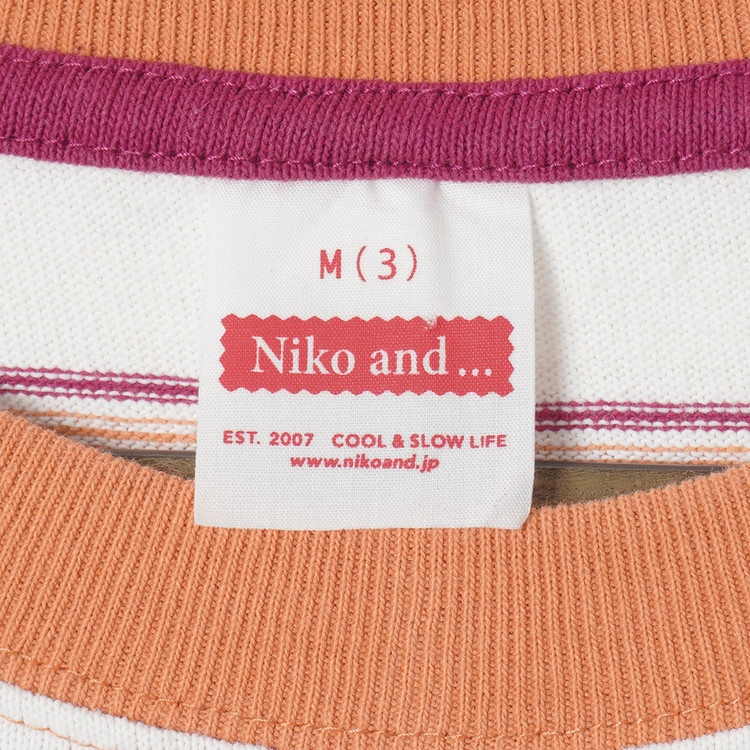 M(3)
Niko and...
EST. 2007 COOL & SLOW LIFE
www.nikoand.jp